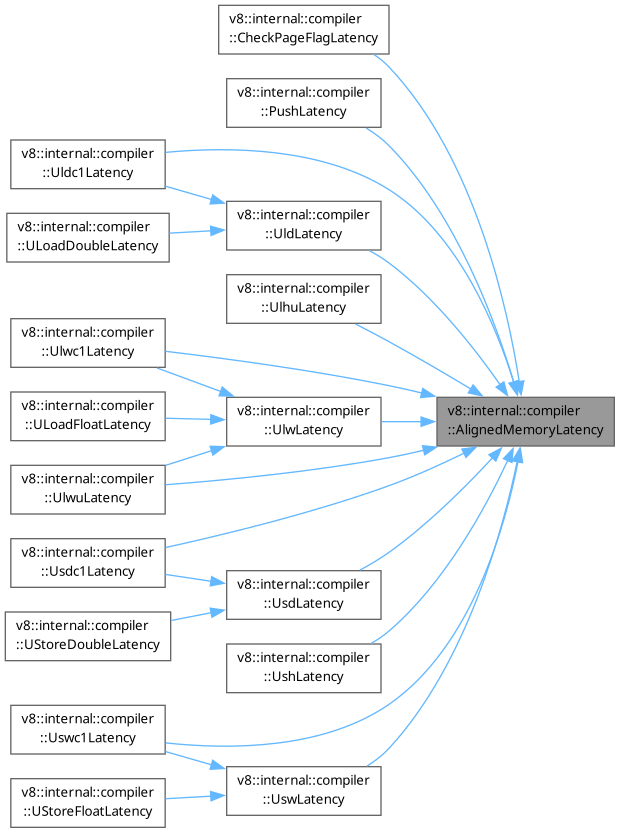 v8::internal::compiler
::CheckPageFlagLatency
v8::internal::compiler
::PushLatency
v8::internal::compiler
::Uldc1Latency
v8::internal::compiler
::UldLatency
v8::internal::compiler
::ULoadDoubleLatency
v8::internal::compiler
::UlhuLatency
v8::internal::compiler
::Ulwc1Latency
v8::internal::compiler
::ULoadFloatLatency
v8::internal::compiler
::UlwLatency
v8::internal::compiler
::AlignedMemoryLatency
v8::internal::compiler
::UlwuLatency
v8::internal::compiler
::Usdc1Latency
v8::internal::compiler
::UsdLatency
v8::internal::compiler
::UStoreDoubleLatency
v8::internal::compiler
::UshLatency
v8::internal::compiler
::Uswc1Latency
v8::internal::compiler
::UswLatency
v8::internal::compiler
::UStoreFloatLatency